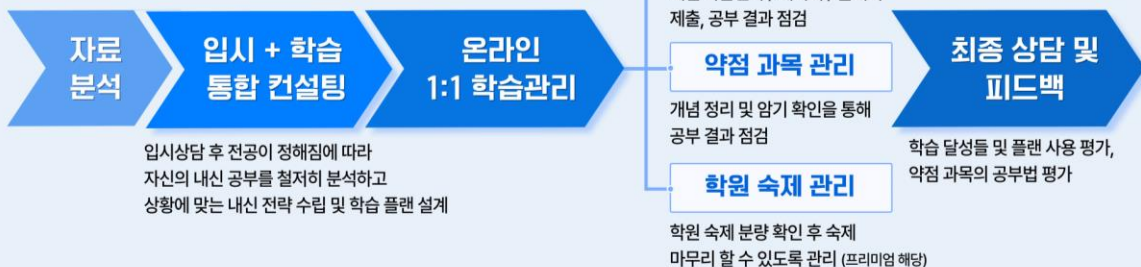 제출, 공부 결과 점검
자료
분석
입시 + 학습
통합 컨설팅
온라인
1:1 학습관리
약점 과목 관리
개념 정리 및 암기 확인을 통해
공부 결과 점검
학원 숙제 관리
학원 숙제 분량 확인 후 숙제
마무리 할 수 있도록 관리 (프리미엄 해당)
최종 상담 및
피드백
학습 달성들 및 플랜 사용 평가,
약점 과목의 공부법 평가
입시상담 후 전공이 정해짐에 따라
자신의 내신 공부를 철저히 분석하고
상황에 맞는 내신 전략 수립 및 학습 플랜 설계